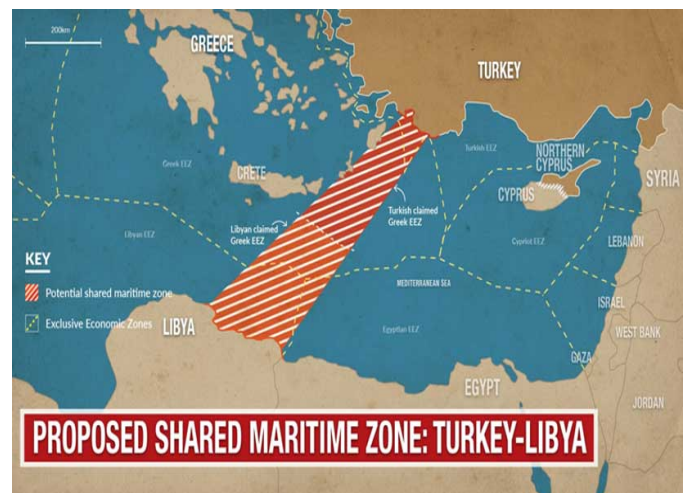 200km
GREECE
TURKEY
Greek EEZ
Turkish EEZ
NORTHERN
CYPRUS
CRETE
CYPRUS
SYRIA
Turkish claimed
Greek EEZ
Libyan claimed
Greek EEZ
Libyan EEZ
Cypriot EEZ
LEBANON
KEY
MEDITERRANEAN SEA
Potential shared maritime zone
ISRAEL
Exclusive Economic Zones
LIBYA
Egyptian EEZ
WEST BANK
GAZA
EGYPT
JORDAN
PROPOSED SHARED MARITIME ZONE: TURKEY-LIBYA